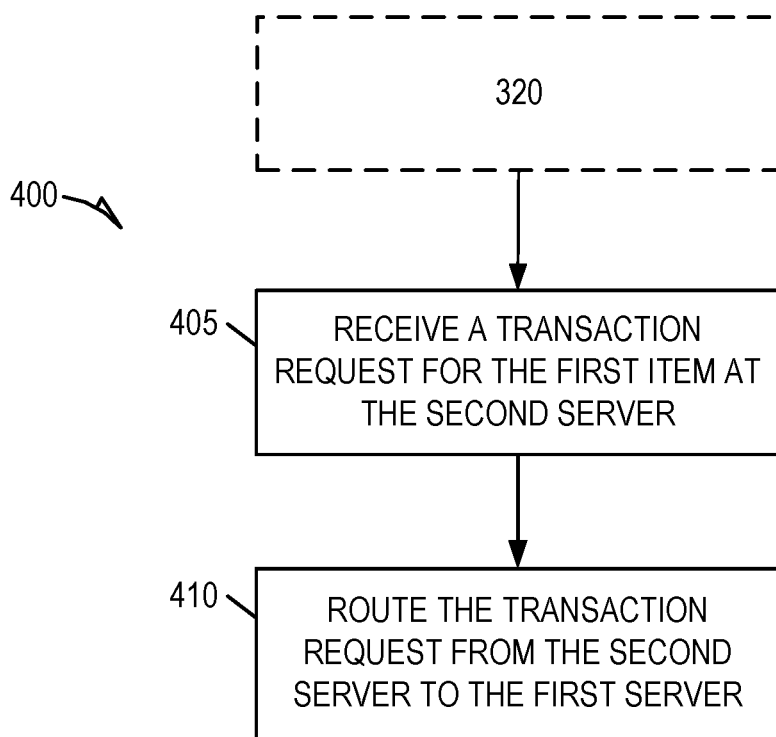 320
400
405
RECEIVE A TRANSACTION
REQUEST FOR THE FIRST ITEM AT
THE SECOND SERVER
410
ROUTE THE TRANSACTION
REQUEST FROM THE SECOND
SERVER TO THE FIRST SERVER